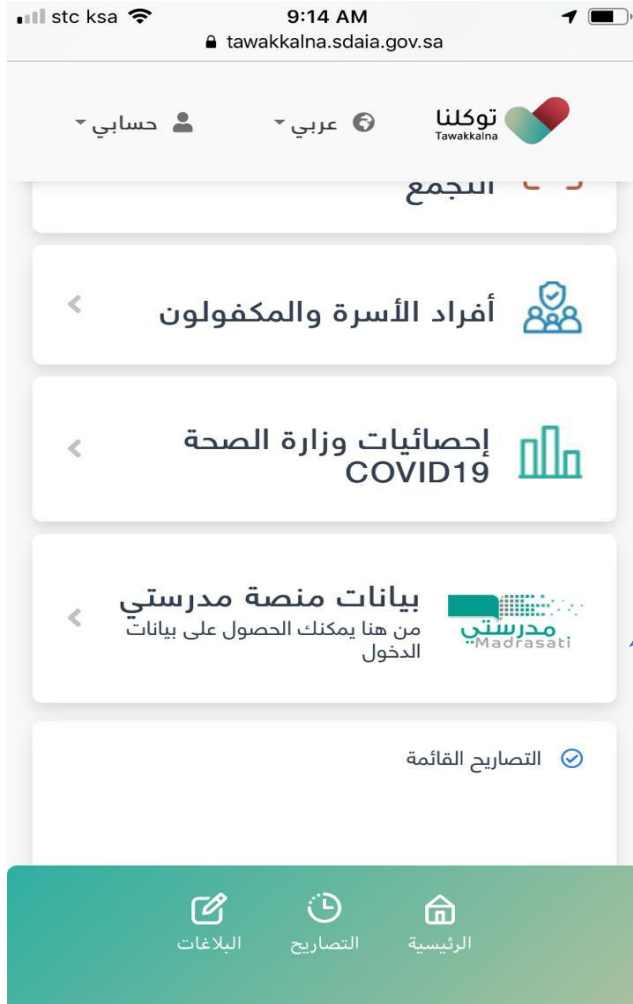 stc ksa
9:14 AM
tawakkalna.sdaia.gov.sa
توكلنا
Tawakkalna
عربي
حسابي
التجمع
أفراد الأسرة والمكفولون
إحصائيات وزارة الصحة
COVID19
مدرستي
Madrasati
بيانات منصة مدرستي
من هنا يمكنك الحصول على بيانات
الدخول
التصاريح القائمة
الرئيسية
التصاريح
البلاغات